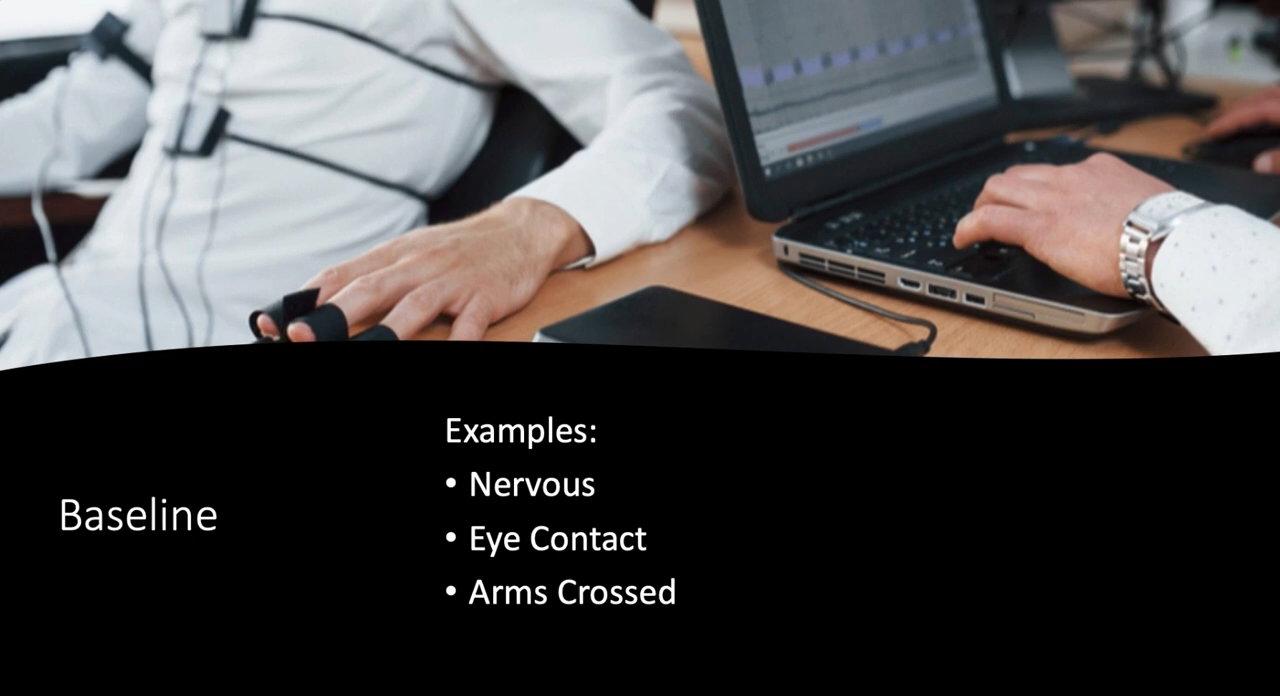 Baseline
Examples:
• Nervous
• Eye Contact
• Arms Crossed